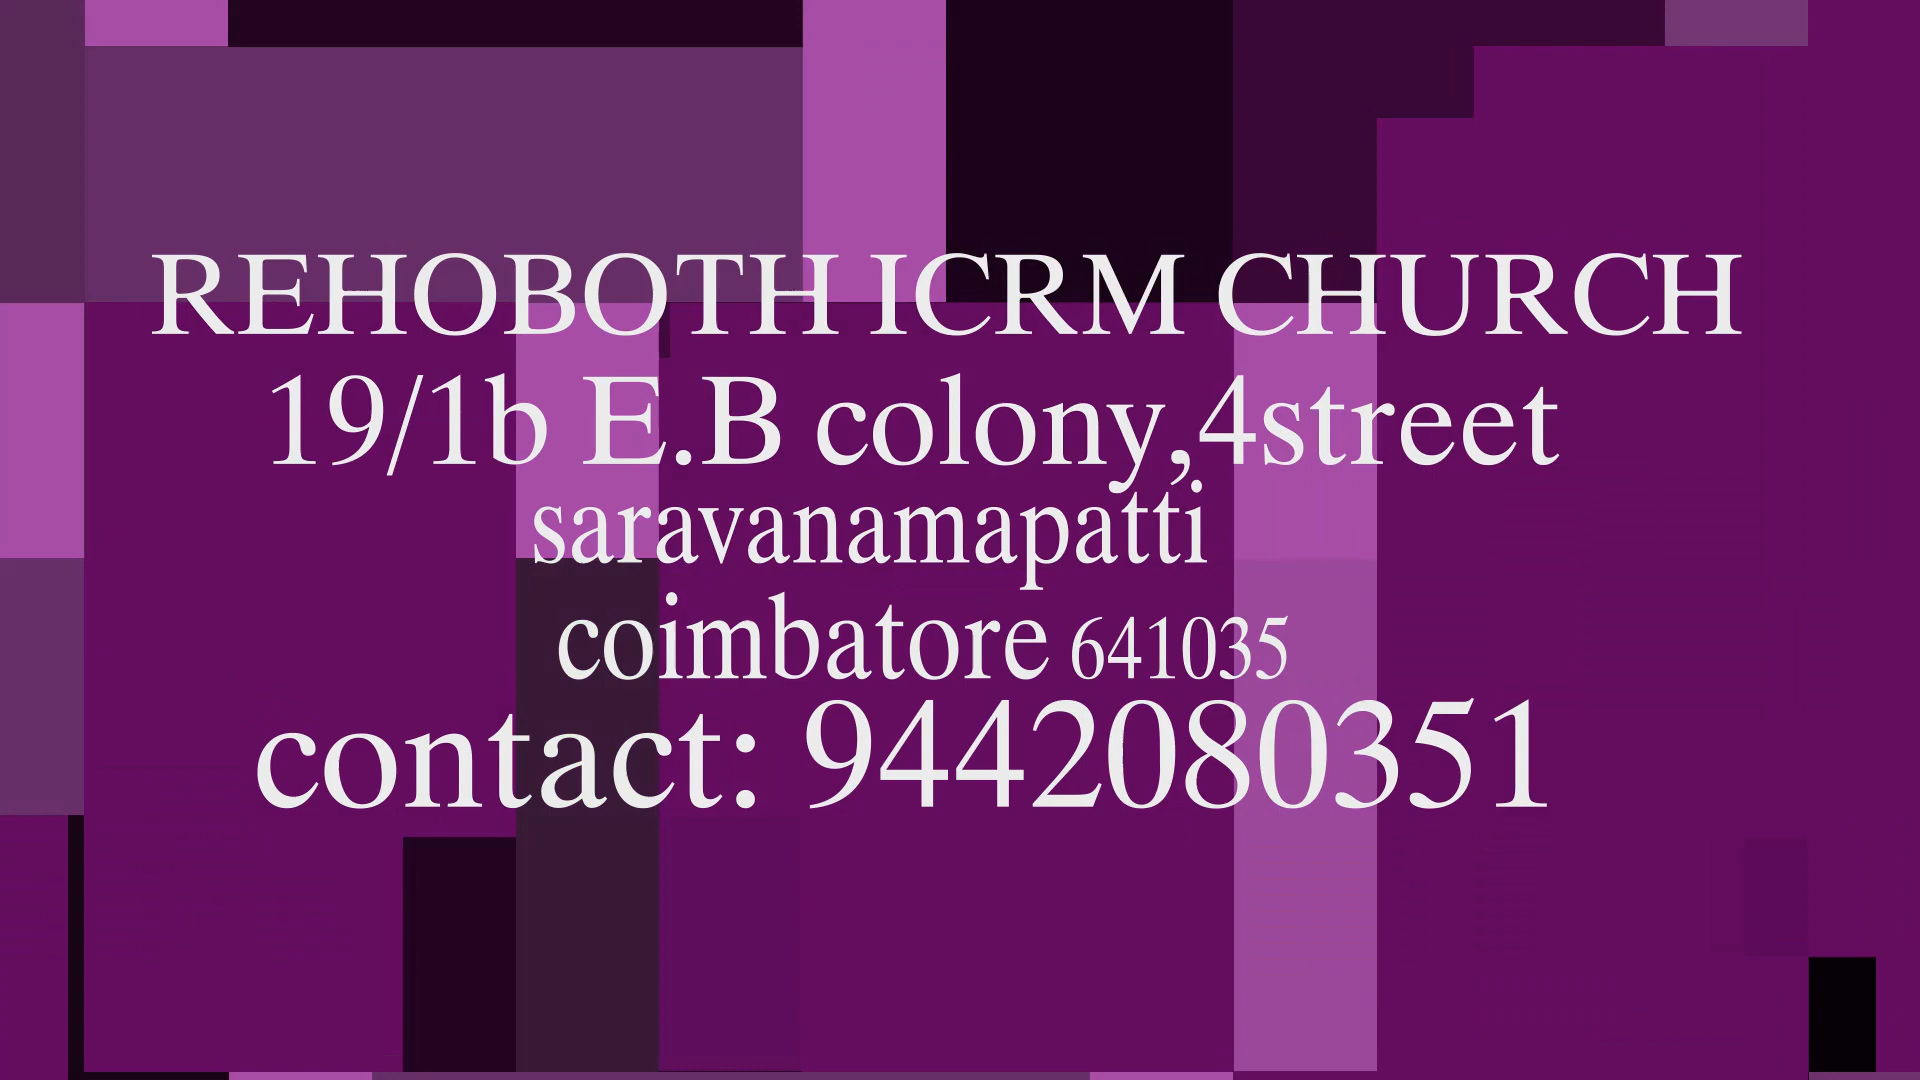 REHOBOTH ICRM CHURCH
19/1b E.B colony,4street
saravanamapatti
coimbatore 641035
contact: 9442080351